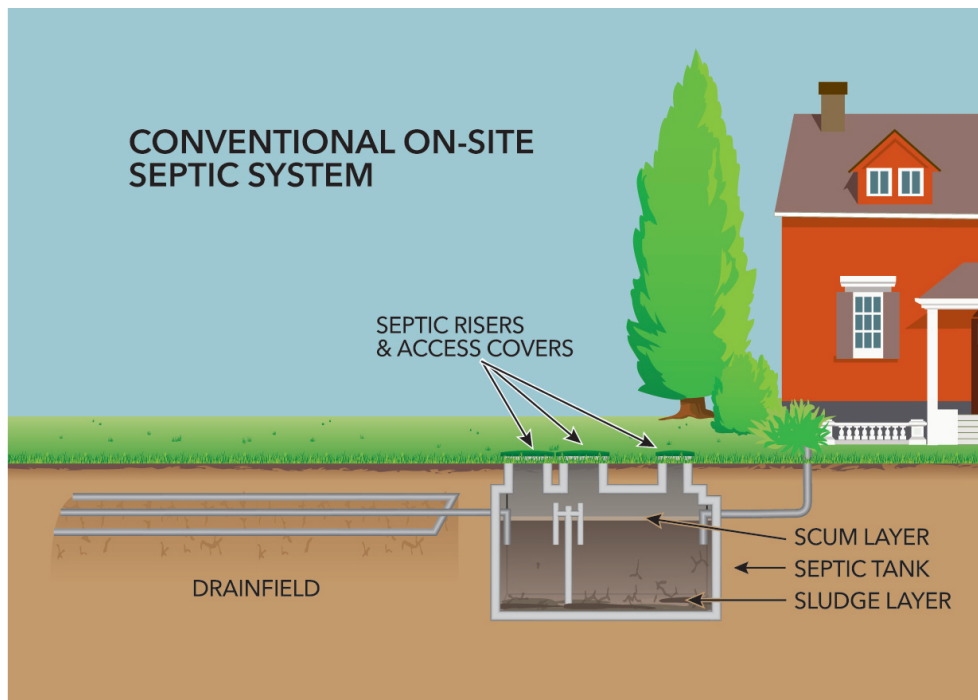 CONVENTIONAL ON-SITE
SEPTIC SYSTEM
SEPTIC RISERS
& ACCESS COVERS
SCUM LAYER
SEPTIC TANK
SLUDGE LAYER
DRAINFIELD